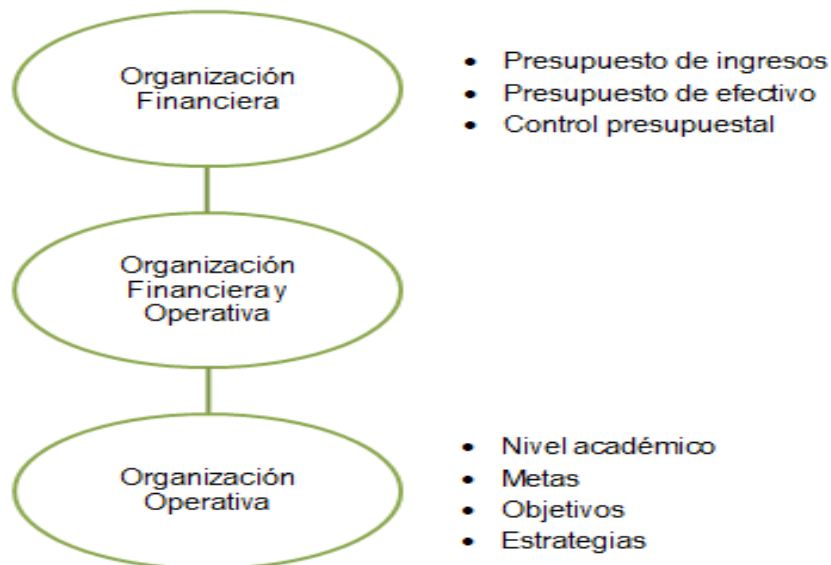 Organización
Financiera
• Presupuesto de ingresos
• Presupuesto de efectivo
• Control presupuestal
Organización
Financiera y
Operativa
Organización
Operativa
• Nivel académico
• Metas
• Objetivos
• Estrategias